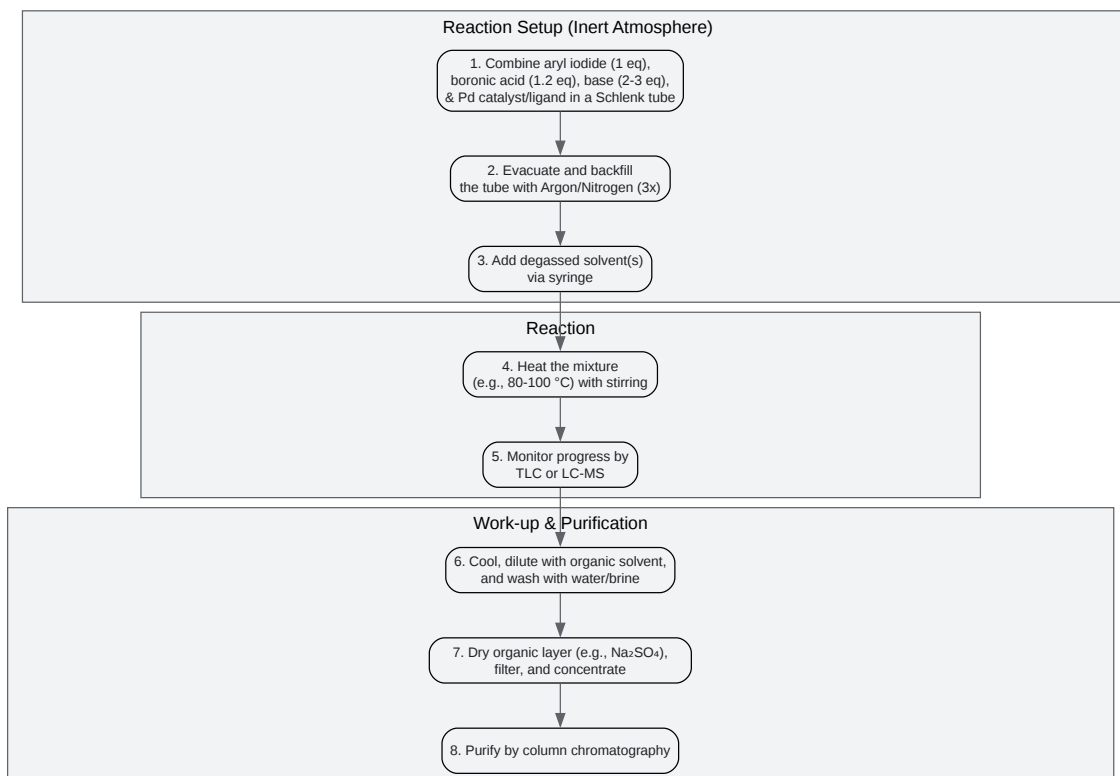 Reaction Setup (Inert Atmosphere)
1. Combine aryl iodide (1 eq),
boronic acid (1.2 eq), base (2-3 eq),
& Pd catalyst/ligand in a Schlenk tube
2. Evacuate and backfill
the tube with Argon/Nitrogen (3x)
3. Add degassed solvent(s)
via syringe
Reaction
4. Heat the mixture
(e.g., 80-100 °C) with stirring
5. Monitor progress by
TLC or LC-MS
Work-up & Purification
6. Cool, dilute with organic solvent,
and wash with water/brine
7. Dry organic layer (e.g., Na₂SO₄),
filter, and concentrate
8. Purify by column chromatography